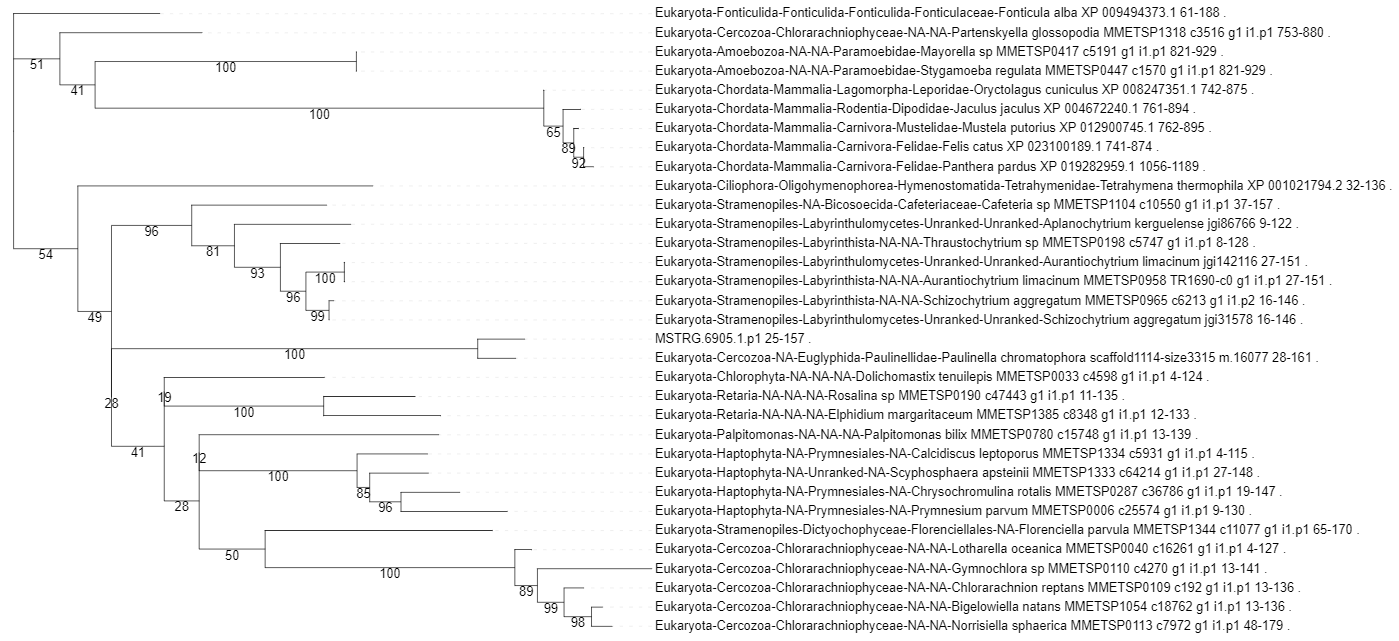 Eukaryota-Fonticulida-Fonticulida-Fonticulida-Fonticulaceae-Fonticula alba XP 009494373.1 61-188 .
Eukaryota-Cercozoa-Chlorarachniophyceae-NA-NA-Partenskyella glossopodia MMETSP1318 c3516 g1 i1.p1 753-880 .
Eukaryota-Amoebozoa-NA-NA-Paramoebidae-Mayorella sp MMETSP0417 c5191 g1 i1.p1 821-929 .
51
100
Eukaryota-Amoebozoa-NA-NA-Paramoebidae-Stygamoeba regulata MMETSP0447 c1570 g1 i1.p1 821-929 .
41
Eukaryota-Chordata-Mammalia-Lagomorpha-Leporidae-Oryctolagus cuniculus XP 008247351.1 742-875 .
Eukaryota-Chordata-Mammalia-Rodentia-Dipodidae-Jaculus jaculus XP 004672240.1 761-894 .
100
Eukaryota-Chordata-Mammalia-Carnivora-Mustelidae-Mustela putorius XP 012900745.1 762-895 .
65
Eukaryota-Chordata-Mammalia-Carnivora-Felidae-Felis catus XP 023100189.1 741-874 .
89
Eukaryota-Chordata-Mammalia-Carnivora-Felidae-Panthera pardus XP 019282959.1 1056-1189 .
92
Eukaryota-Ciliophora-Oligohymenophorea-Hymenostomatida-Tetrahymenidae-Tetrahymena thermophila XP 001021794.2 32-136 .
Eukaryota-Stramenopiles-NA-Bicosoecida-Cafeteriaceae-Cafeteria sp MMETSP1104 c10550 g1 i1.p1 37-157 .
Eukaryota-Stramenopiles-Labyrinthulomycetes-Unranked-Unranked-Aplanochytrium kerguelense jgi86766 9-122 .
96
Eukaryota-Stramenopiles-Labyrinthista-NA-NA-Thraustochytrium sp MMETSP0198 c5747 g1 i1.p1 8-128 .
54
81
Eukaryota-Stramenopiles-Labyrinthulomycetes-Unranked-Unranked-Aurantiochytrium limacinum jgi142116 27-151 .
93
100
Eukaryota-Stramenopiles-Labyrinthista-NA-NA-Aurantiochytrium limacinum MMETSP0958 TR1690-c0 g1 i1.p1 27-151 .
96
Eukaryota-Stramenopiles-Labyrinthista-NA-NA-Schizochytrium aggregatum MMETSP0965 c6213 g1 i1.p2 16-146 .
49
99
Eukaryota-Stramenopiles-Labyrinthulomycetes-Unranked-Unranked-Schizochytrium aggregatum jgi31578 16-146 .
MSTRG.6905.1.p1 25-157 .
100
Eukaryota-Cercozoa-NA-Euglyphida-Paulinellidae-Paulinella chromatophora scaffold1114-size3315 m.16077 28-161 .
Eukaryota-Chlorophyta-NA-NA-NA-Dolichomastix tenuilepis MMETSP0033 c4598 g1 i1.p1 4-124 .
28
19
Eukaryota-Retaria-NA-NA-NA-Rosalina sp MMETSP0190 c47443 g1 i1.p1 11-135 .
100
Eukaryota-Retaria-NA-NA-NA-Elphidium margaritaceum MMETSP1385 c8348 g1 i1.p1 12-133 .
Eukaryota-Palpitomonas-NA-NA-NA-Palpitomonas bilix MMETSP0780 c15748 g1 i1.p1 13-139 .
41
12
Eukaryota-Haptophyta-NA-Prymnesiales-NA-Calcidiscus leptoporus MMETSP1334 c5931 g1 i1.p1 4-115 .
100
Eukaryota-Haptophyta-NA-Unranked-NA-Scyphosphaera apsteinii MMETSP1333 c64214 g1 i1.p1 27-148 .
85
Eukaryota-Haptophyta-NA-Prymnesiales-NA-Chrysochromulina rotalis MMETSP0287 c36786 g1 i1.p1 19-147 .
28
96
Eukaryota-Haptophyta-NA-Prymnesiales-NA-Prymnesium parvum MMETSP0006 c25574 g1 i1.p1 9-130 .
Eukaryota-Stramenopiles-Dictyochophyceae-Florenciellales-NA-Florenciella parvula MMETSP1344 c11077 g1 i1.p1 65-170 .
50
Eukaryota-Cercozoa-Chlorarachniophyceae-NA-NA-Lotharella oceanica MMETSP0040 c16261 g1 i1.p1 4-127 .
100
Eukaryota-Cercozoa-Chlorarachniophyceae-NA-NA-Gymnochlora sp MMETSP0110 c4270 g1 i1.p1 13-141 .
89
Eukaryota-Cercozoa-Chlorarachniophyceae-NA-NA-Chlorarachnion reptans MMETSP0109 c192 g1 i1.p1 13-136 .
99
Eukaryota-Cercozoa-Chlorarachniophyceae-NA-NA-Bigelowiella natans MMETSP1054 c18762 g1 i1.p1 13-136 .
98
Eukaryota-Cercozoa-Chlorarachniophyceae-NA-NA-Norrisiella sphaerica MMETSP0113 c7972 g1 i1.p1 48-179 .